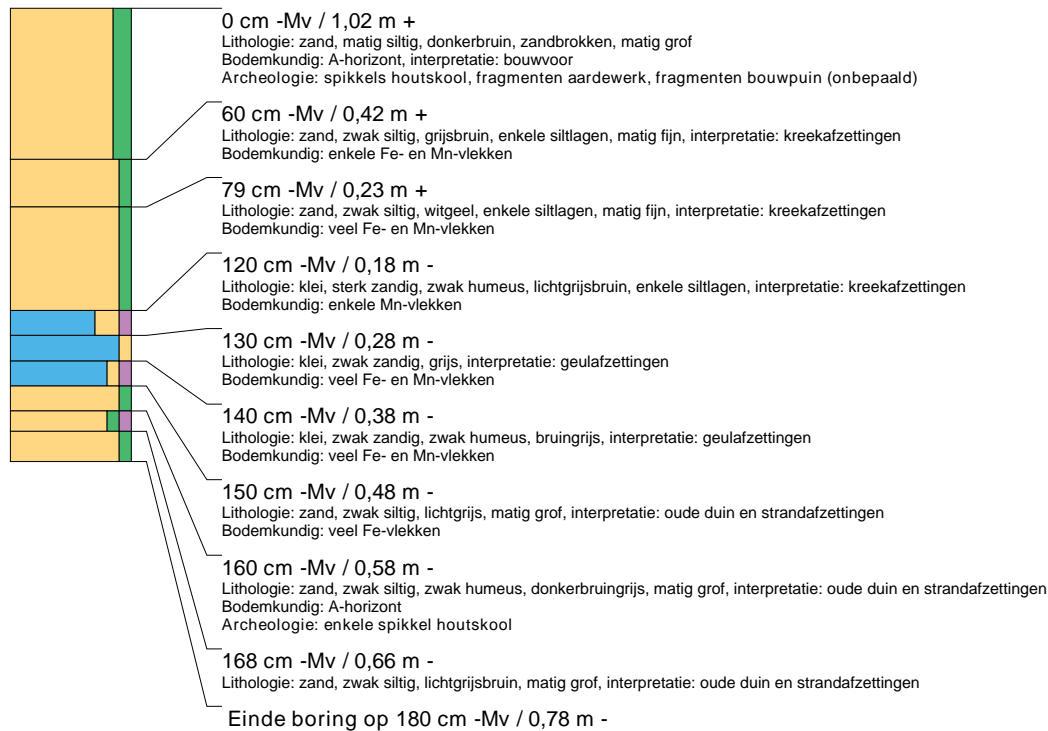 0 cm -Mv / 1,02 m +
Lithologie: zand, matig siltig, donkerbruin, zandbrokken, matig grof
Bodemkundig: A-horizont, interpretatie: bouwvoor
Archeologie: spikkels houtskool, fragmenten aardewerk, fragmenten bouwpuin (onbepaald)
60 cm -Mv / 0,42 m +
Lithologie: zand, zwak siltig, grijsbruin, enkele siltlagen, matig fijn, interpretatie: kreekafzettingen
Bodemkundig: enkele Fe- en Mn-vlekken
79 cm -Mv / 0,23 m +
Lithologie: zand, zwak siltig, witgeel, enkele siltlagen, matig fijn, interpretatie: kreekafzettingen
Bodemkundig: veel Fe- en Mn-vlekken
120 cm -Mv / 0,18 m -
Lithologie: klei, sterk zandig, zwak humeus, lichtgrijsbruin, enkele siltlagen, interpretatie: kreekafzettingen
Bodemkundig: enkele Mn-vlekken
130 cm -Mv / 0,28 m -
Lithologie: klei, zwak zandig, grijs, interpretatie: geulafzettingen
Bodemkundig: veel Fe- en Mn-vlekken
140 cm -Mv / 0,38 m -
Lithologie: klei, zwak zandig, zwak humeus, bruingrijs, interpretatie: geulafzettingen
Bodemkundig: veel Fe- en Mn-vlekken
150 cm -Mv / 0,48 m -
Lithologie: zand, zwak siltig, lichtgrijs, matig grof, interpretatie: oude duin en strandafzettingen
Bodemkundig: veel Fe-vlekken
160 cm -Mv / 0,58 m -
Lithologie: zand, zwak siltig, zwak humeus, donkerbruingrijs, matig grof, interpretatie: oude duin en strandafzettingen
Bodemkundig: A-horizont
Archeologie: enkele spikkel houtskool
168 cm -Mv / 0,66 m -
Lithologie: zand, zwak siltig, lichtgrijsbruin, matig grof, interpretatie: oude duin en strandafzettingen
Einde boring op 180 cm -Mv / 0,78 m -